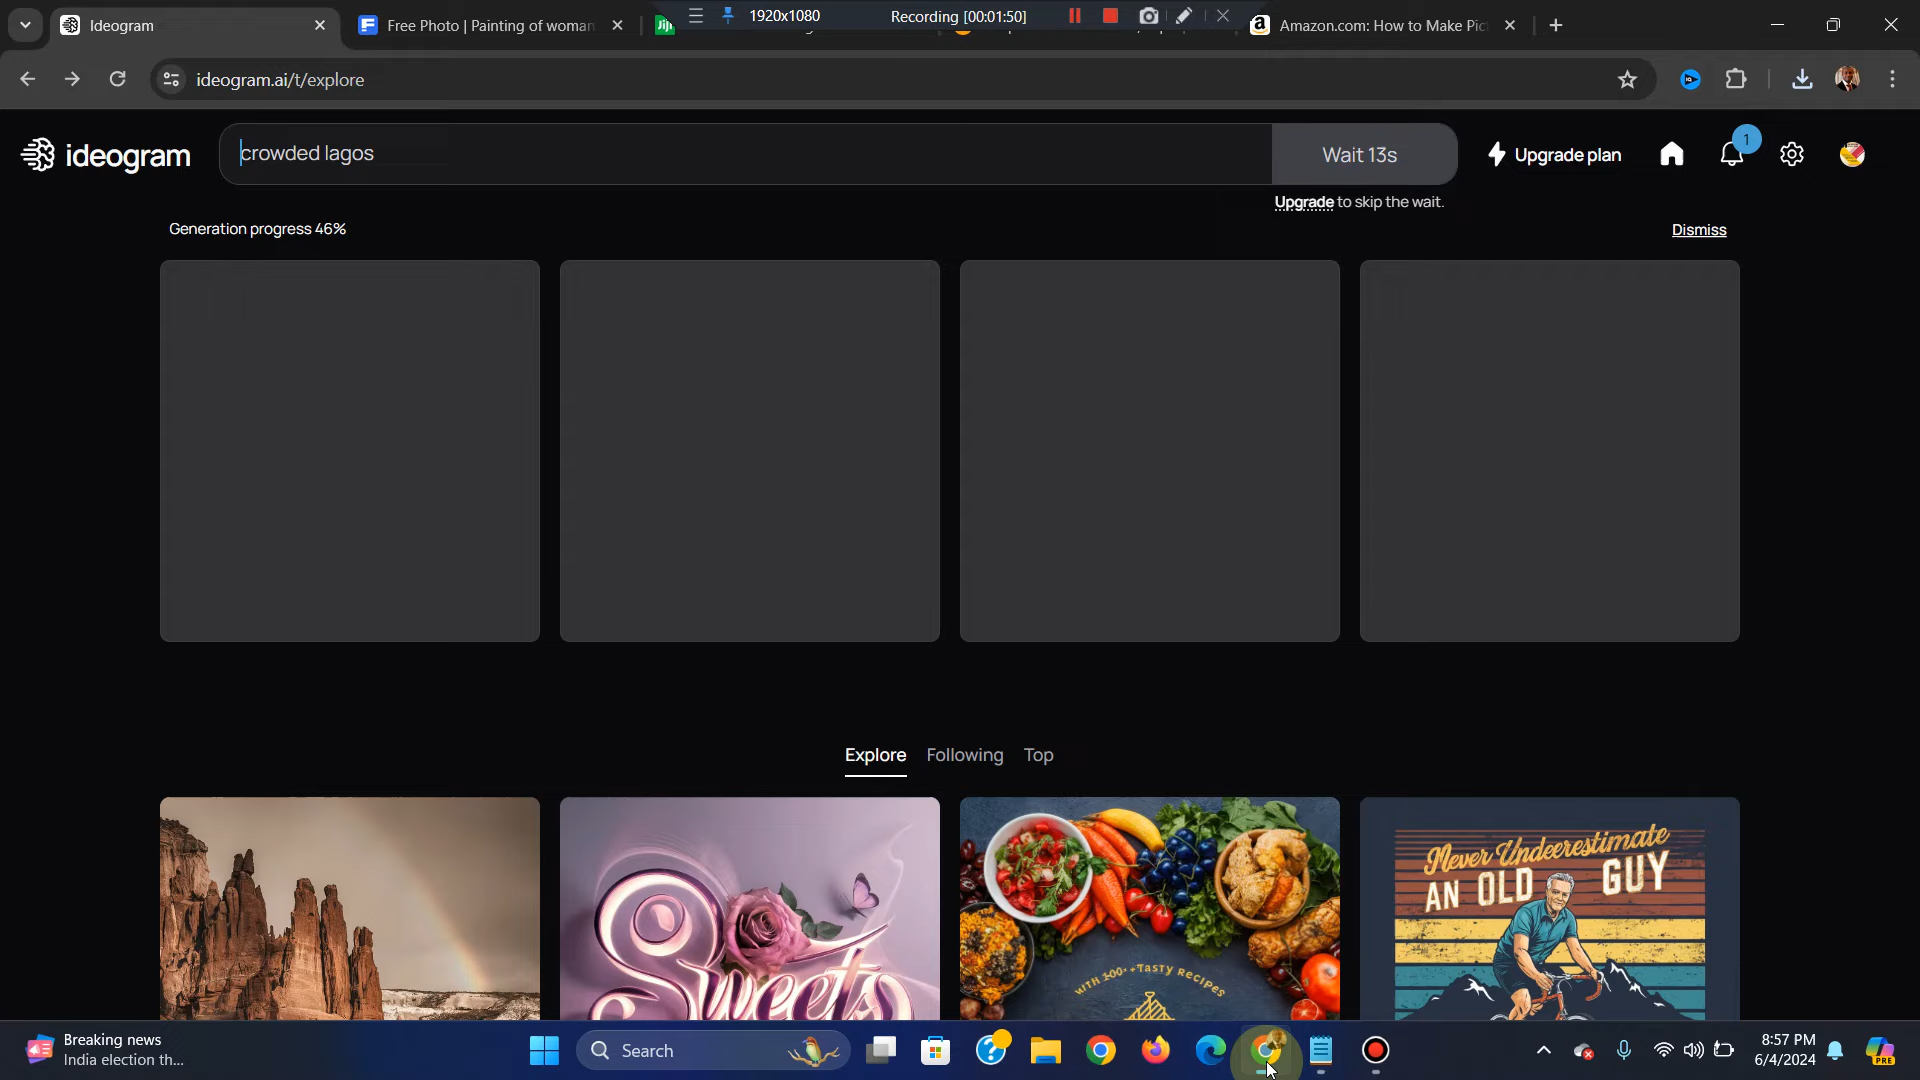 Ideogram
Free Photo | Painting of woman
1920x1080
Recording [00:01:50]
Amazon.com: How to Make Pic
ideogram.ai/t/explore
ideogram
crowded lagos
Wait 13s
Upgrade plan
1
Upgrade to skip the wait.
Generation progress 46%
Dismiss
Explore
Following
Top
Sweets
WITH 100+ TASTY RECIPES
Never Undeerestimate
AN OLD GUY
Breaking news
India election th...
Search
8:57 PM
6/4/2024
PRE